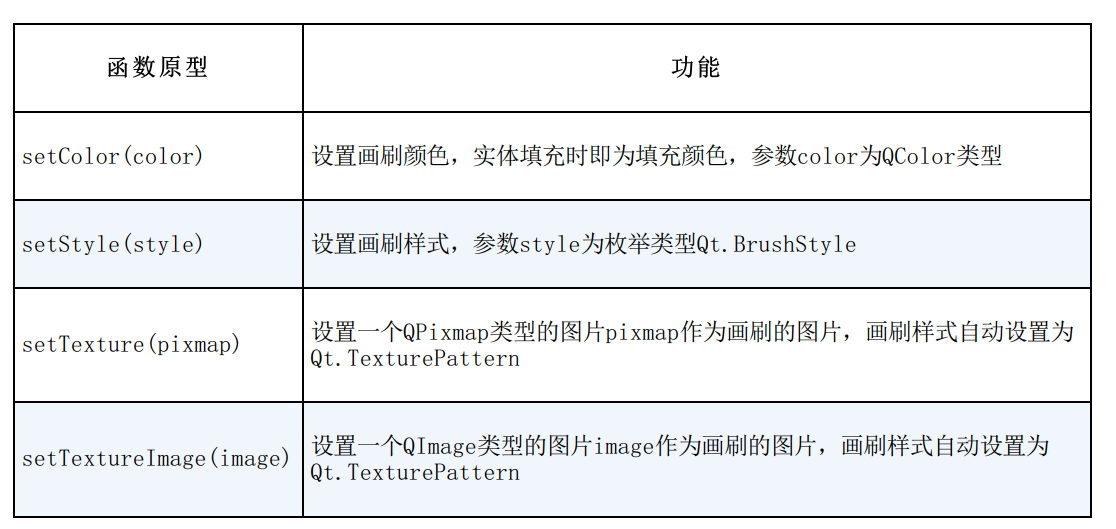 函数原型
功能
setColor(color)
设置画刷颜色，实体填充时即为填充颜色，参数color为QColor类型
setStyle(style)
设置画刷样式，参数style为枚举类型Qt.BrushStyle
setTexture(pixmap)
设置一个QPixmap类型的图片pixmap作为画刷的图片，画刷样式自动设置为
Qt.TexturePattern
setTextureImage(image)
设置一个QImage类型的图片image作为画刷的图片，画刷样式自动设置为
Qt.TexturePattern